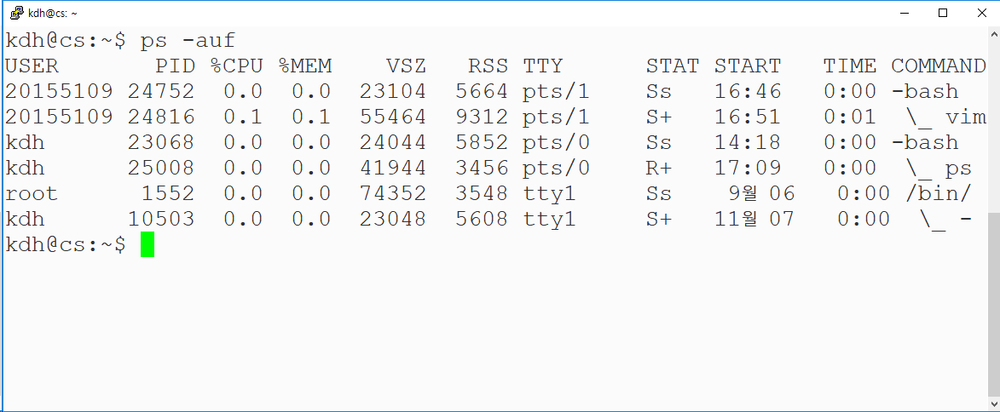 kdh@cs: ~
kdh@cs:~$ ps -auf
USER       PID %CPU %MEM    VSZ   RSS TTY      STAT START   TIME COMMAND
20155109 24752  0.0  0.0  23104  5664 pts/1    Ss   16:46   0:00 -bash
20155109 24816  0.1  0.1  55464  9312 pts/1    S+   16:51   0:01  \_ vim
kdh      23068  0.0  0.0  24044  5852 pts/0    Ss   14:18   0:00 -bash
kdh      25008  0.0  0.0  41944  3456 pts/0    R+   17:09   0:00  \_ ps
root      1552  0.0  0.0  74352  3548 tty1     Ss    9월 06   0:00 /bin/
kdh      10503  0.0  0.0  23048  5608 tty1     S+   11월 07   0:00  \_ -
kdh@cs:~$